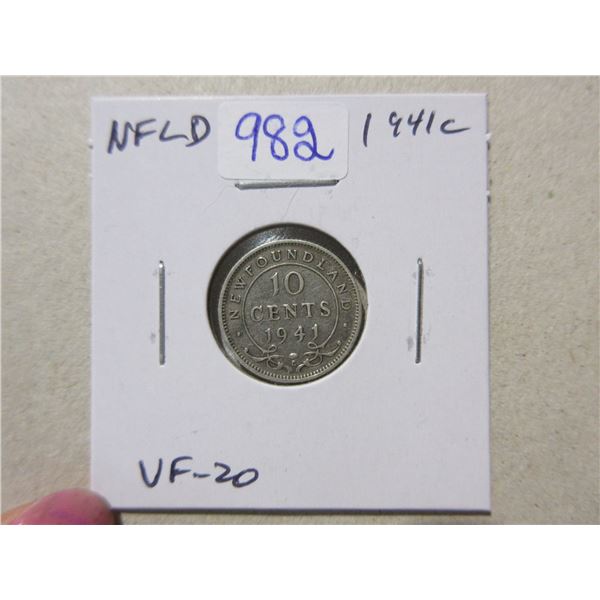 NFLD 982 1941c
NEWFOUNDLAND
10
CENTS
1941
VF-20